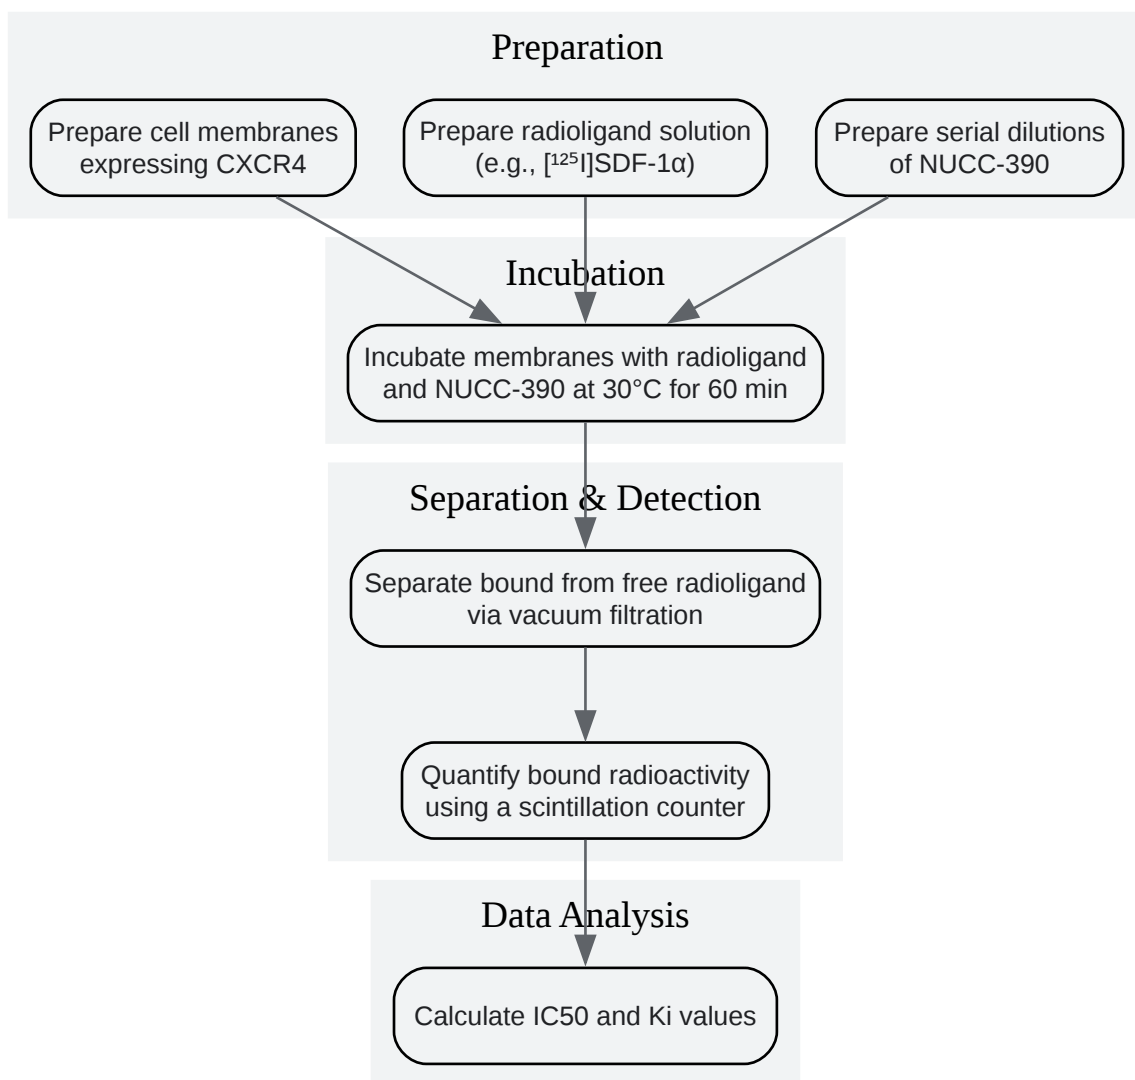 Preparation
Prepare cell membranes
expressing CXCR4
Prepare radioligand solution
(e.g., [¹²⁵I]SDF-1α)
Prepare serial dilutions
of NUCC-390
Incubation
Incubate membranes with radioligand
and NUCC-390 at 30°C for 60 min
Separation & Detection
Separate bound from free radioligand
via vacuum filtration
Quantify bound radioactivity
using a scintillation counter
Data Analysis
Calculate IC50 and Ki values